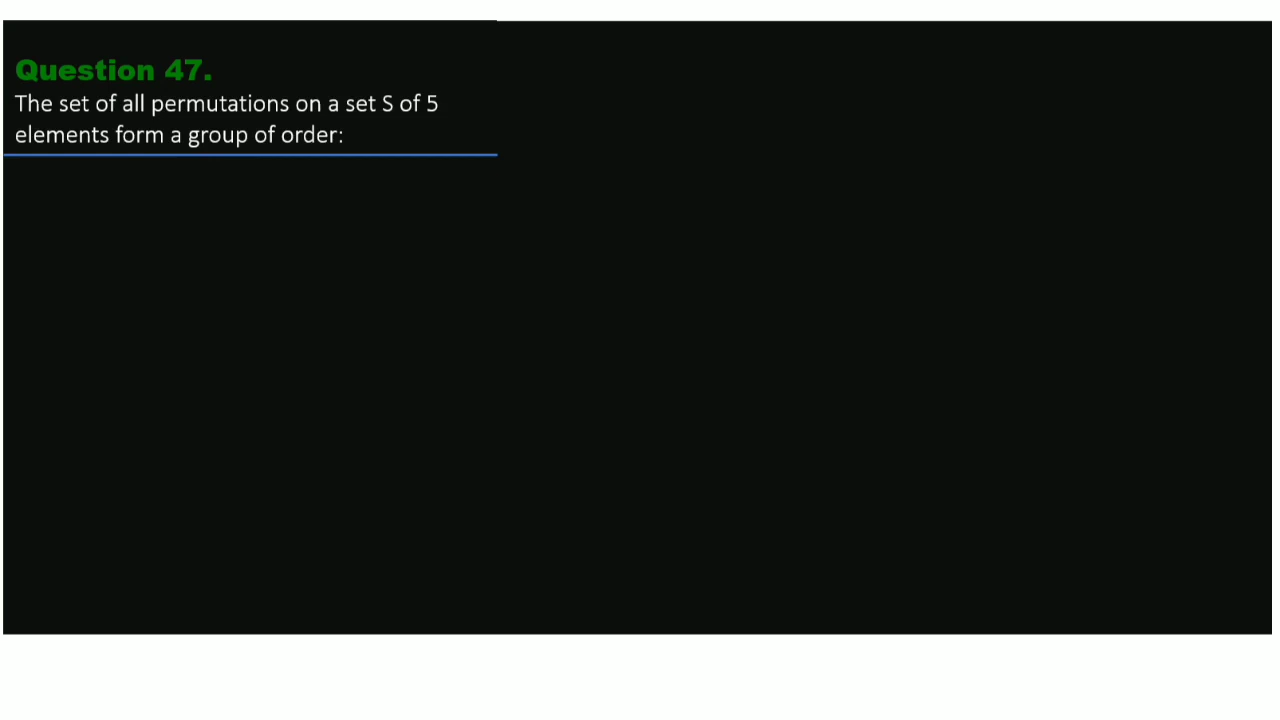 Question 47.
The set of all permutations on a set S of 5
elements form a group of order: